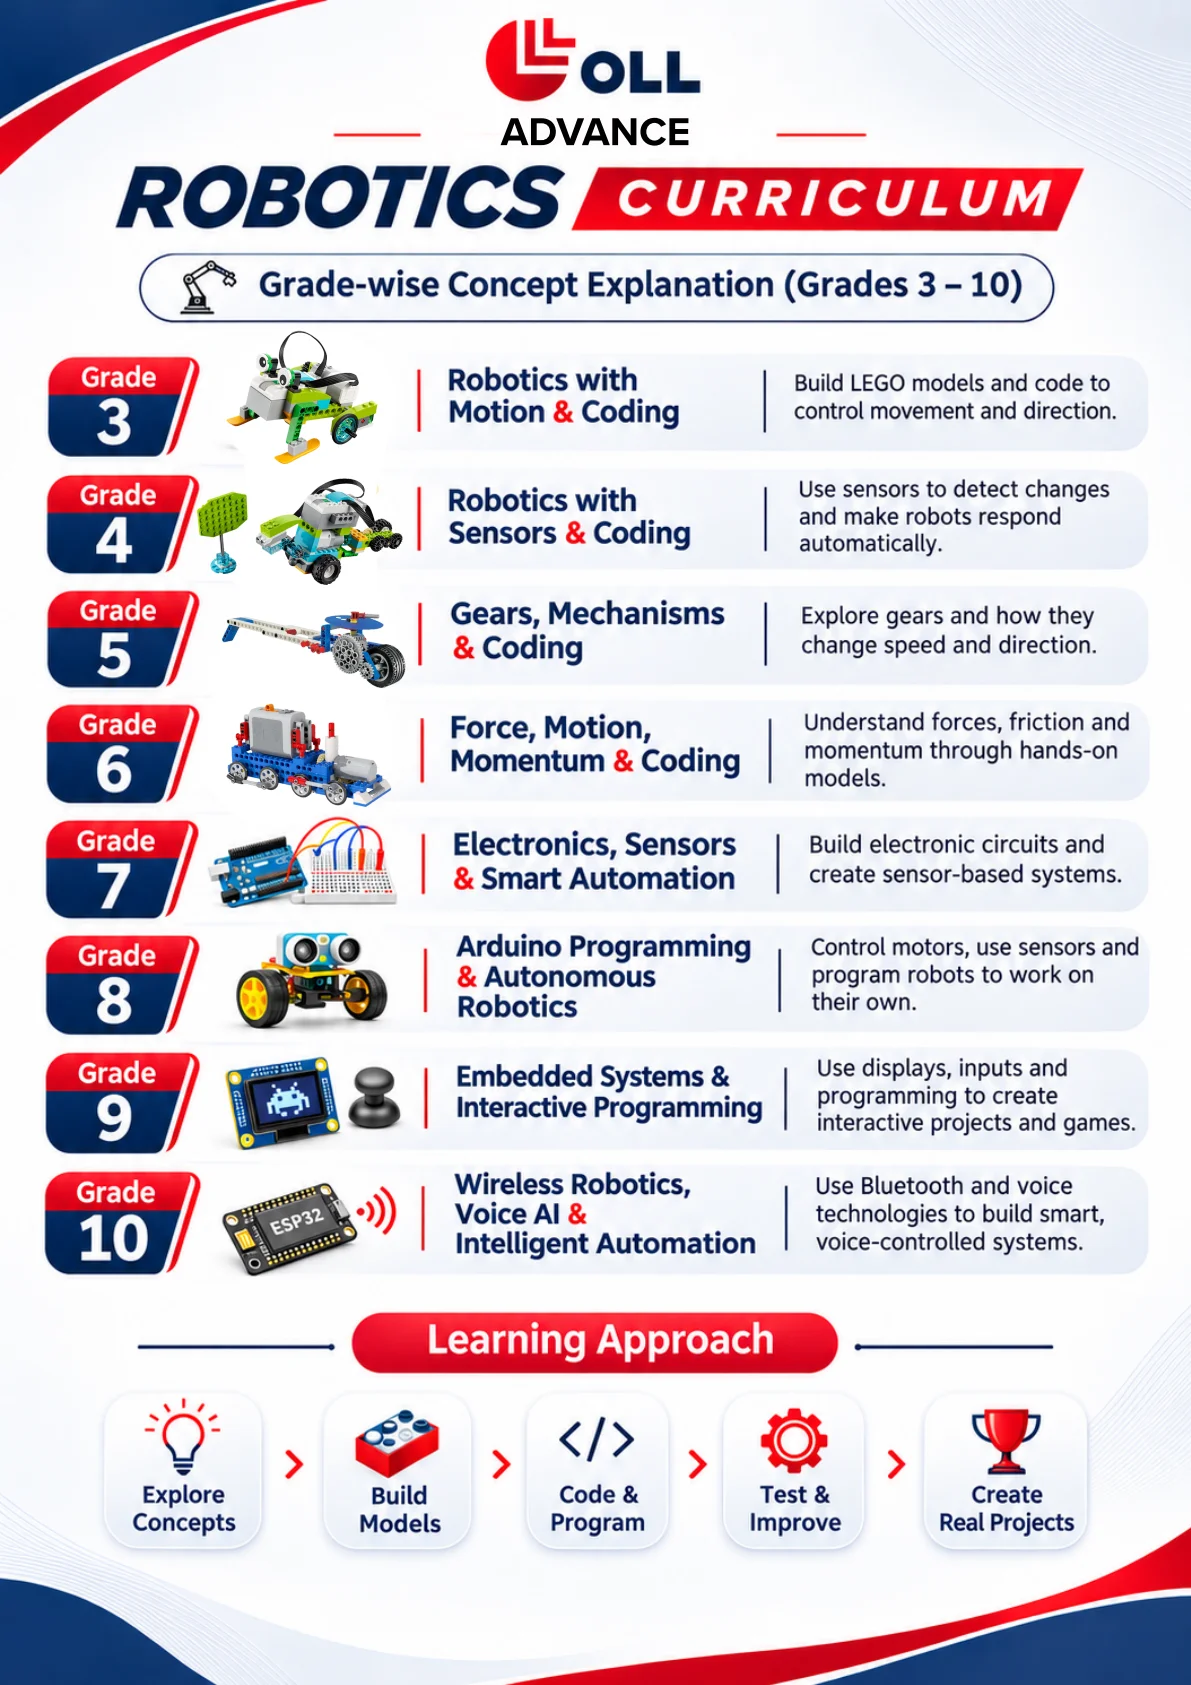 OLL
ADVANCE
ROBOTICS CURRICULUM
Grade-wise Concept Explanation (Grades 3 – 10)
Grade
3
Robotics with
Motion & Coding
Build LEGO models and code to
control movement and direction.
Grade
4
Robotics with
Sensors & Coding
Use sensors to detect changes
and make robots respond
automatically.
Grade
5
Gears, Mechanisms
& Coding
Explore gears and how they
change speed and direction.
Grade
6
Force, Motion,
Momentum & Coding
Understand forces, friction and
momentum through hands-on
models.
Grade
7
Electronics, Sensors
& Smart Automation
Build electronic circuits and
create sensor-based systems.
Grade
8
Arduino Programming
& Autonomous
Robotics
Control motors, use sensors and
program robots to work on
their own.
Grade
9
Embedded Systems &
Interactive Programming
Use displays, inputs and
programming to create
interactive projects and games.
Grade
10
ESP32
Wireless Robotics,
Voice AI &
Intelligent Automation
Use Bluetooth and voice
technologies to build smart,
voice-controlled systems.
Learning Approach
Explore
Concepts
Build
Models
</>
Code &
Program
Test &
Improve
Create
Real Projects